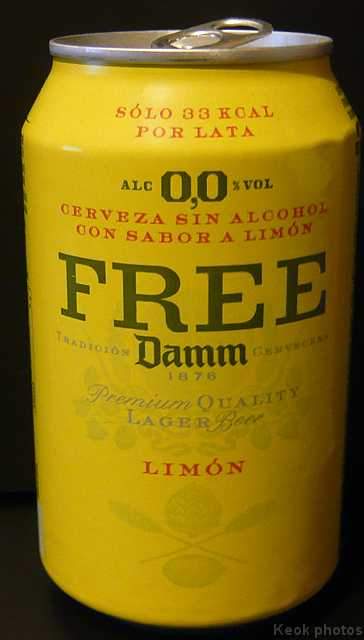 SÓLO 33 KCAL
POR LATA
ALC 0,0 % VOL
CERVEZA SIN ALCOHOL
CON SABOR A LIMÓN
FREE
TRADICIÓN Damm CERVECERA
1876
Premium QUALITY
LAGER Beer
LIMÓN
Keok photos